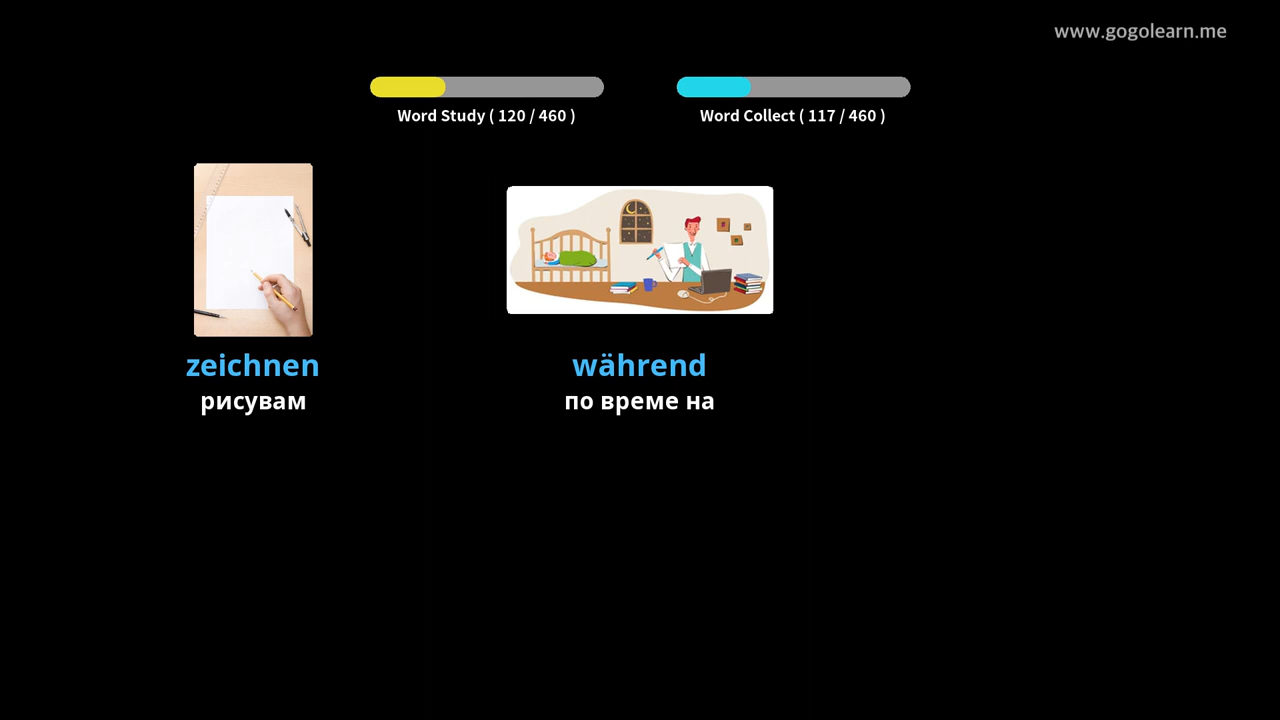 www.gogolearn.me
Word Study ( 120 / 460 )
Word Collect ( 117 / 460 )
zeichnen
рисувам
während
по време на